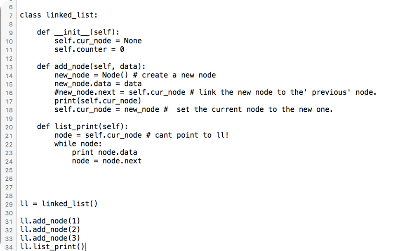 6
7 class linked_list:
8
9 def __init__(self):
10 self.cur_node = None
11 self.counter = 0
12
13 def add_node(self, data):
14 new_node = Node() # create a new node
15 new_node.data = data
16 #new_node.next = self.cur_node # link the new node to the' previous' node.
17 print(self.cur_node)
18 self.cur_node = new_node # set the current node to the new one.
19
20 def list_print(self):
21 node = self.cur_node # cant point to ll!
22 while node:
23 print node.data
24 node = node.next
25
26
27
28
29 ll = linked_list()
30
31 ll.add_node(1)
32 ll.add_node(2)
33 ll.add_node(3)
34 ll.list_print()